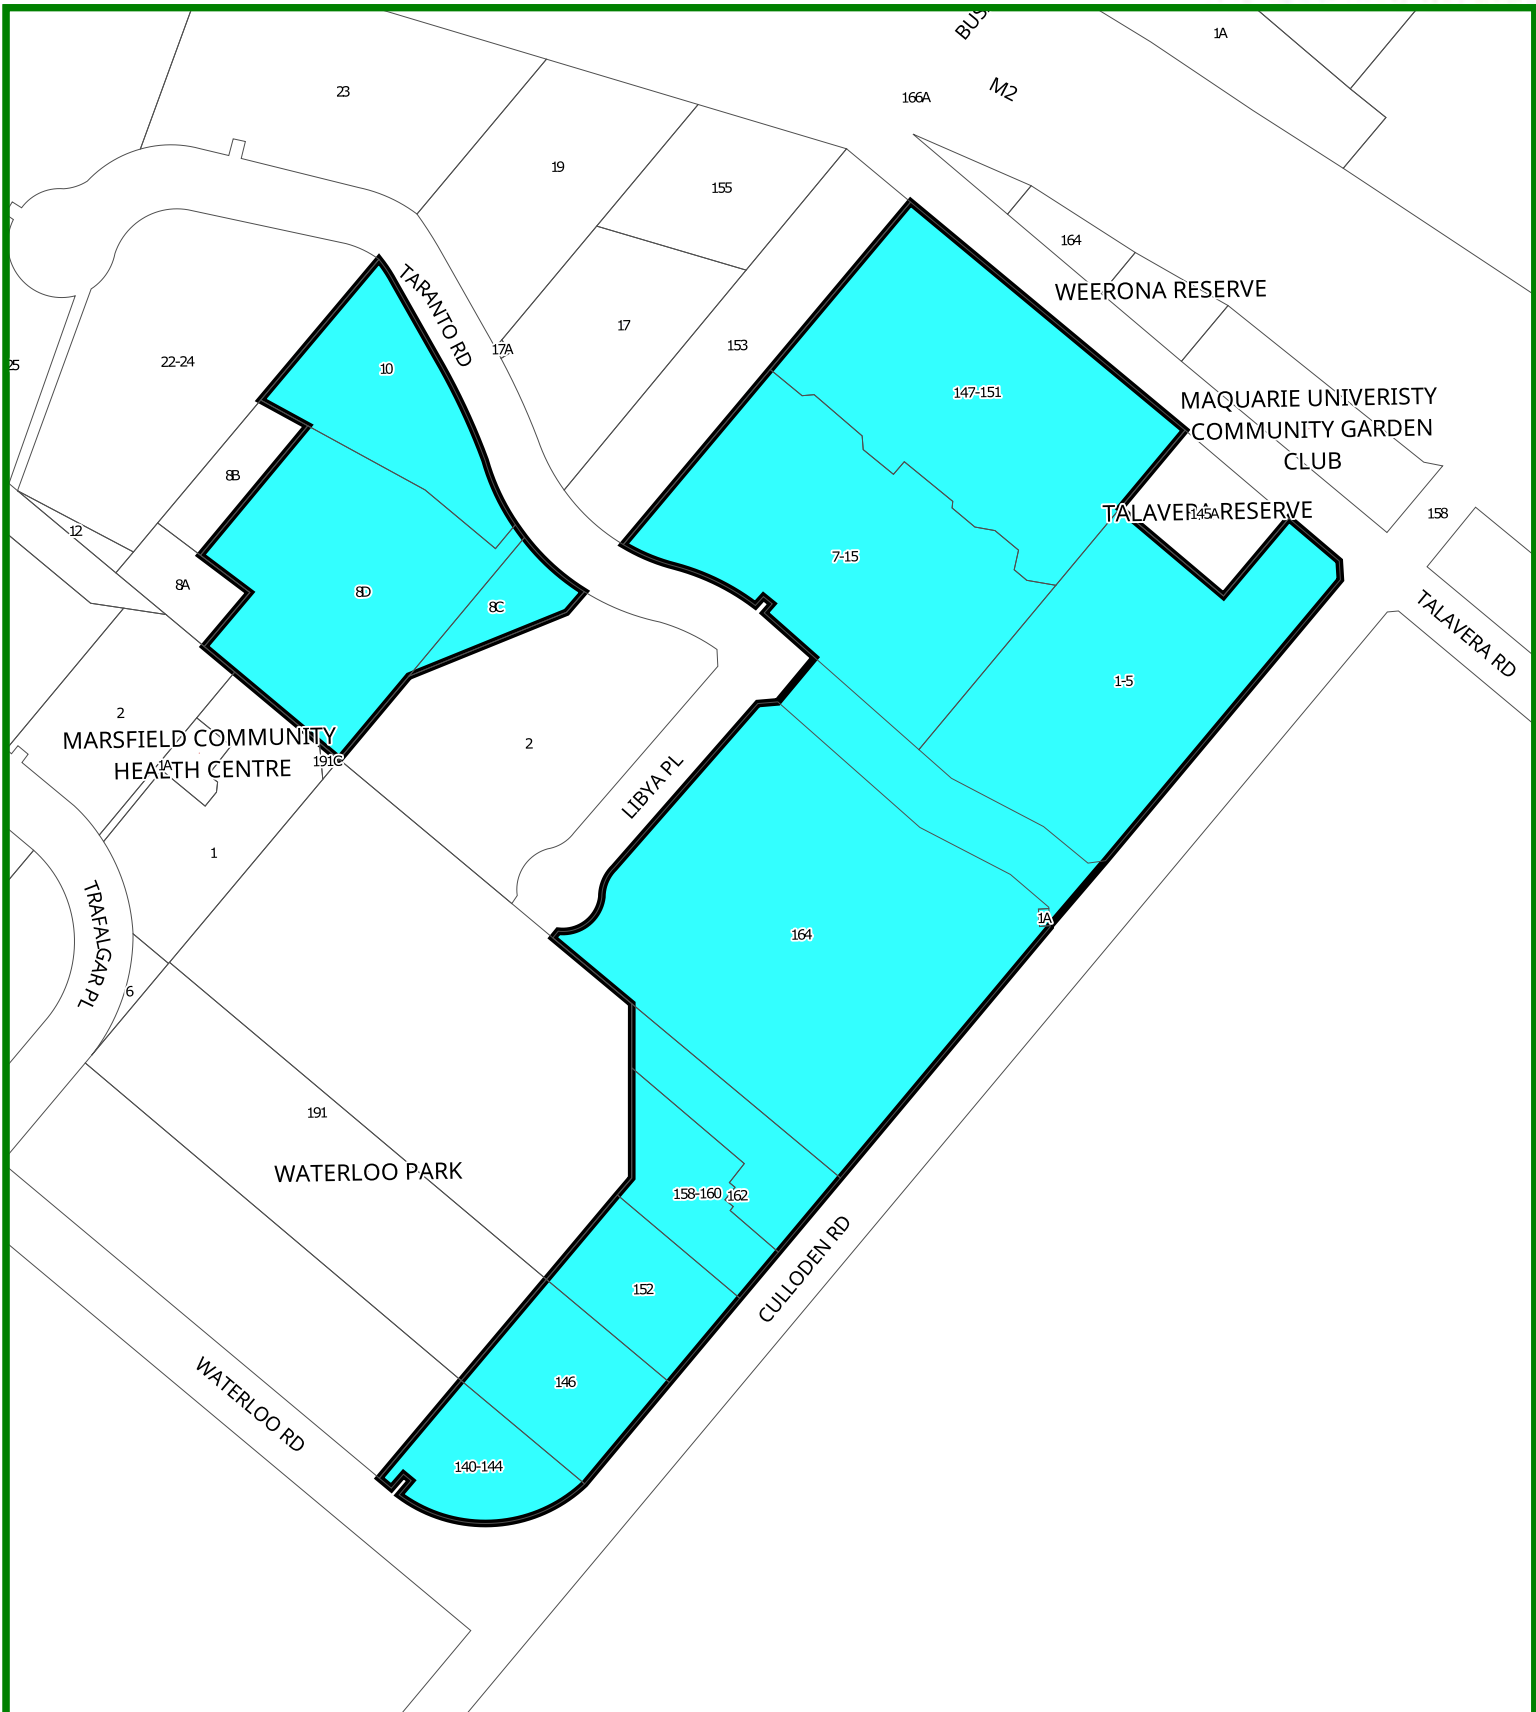 BUS
1A
M2
166A
23
19
155
164
WEERONA RESERVE
TARANTO RD
17
153
17A
22-24
25
10
147-151
MAQUARIE UNIVERISTY
COMMUNITY GARDEN
CLUB
8B
TALAVERA RESERVE
145A
158
12
7-15
8A
8D
8C
TALAVERA RD
1-5
2
MARSFIELD COMMUNITY
HEALTH CENTRE
1A
191C
2
LIBYA PL
1
TRAFALGAR PL
1A
164
6
191
WATERLOO PARK
158-160
162
CULLODEN RD
152
WATERLOO RD
146
140-144